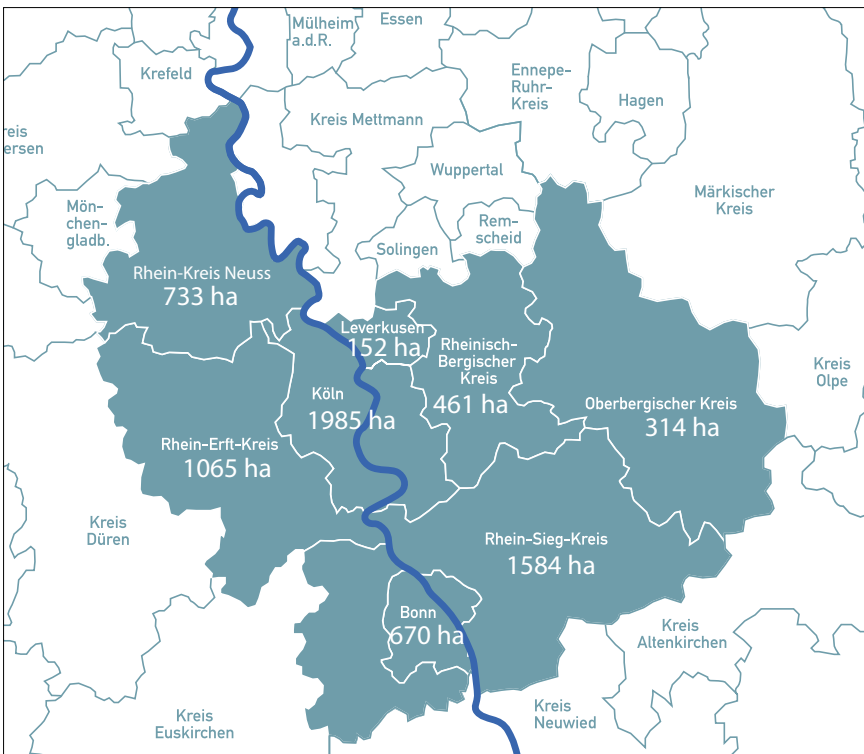 Essen
Mülheim
a.d.R.
Krefeld
Ennepe-
Ruhr-
Kreis
Hagen
Kreis Mettmann
reis
ersen
Wuppertal
Märkischer
Kreis
Mön-
chen-
gladb.
Rem-
scheid
Solingen
Rhein-Kreis Neuss
733 ha
Leverkusen
152 ha
Rheinisch-
Bergischer
Kreis
461 ha
Kreis
Olpe
Köln
1985 ha
Oberbergischer Kreis
314 ha
Rhein-Erft-Kreis
1065 ha
Kreis
Düren
Rhein-Sieg-Kreis
1584 ha
Bonn
670 ha
Kreis
Altenkirchen
Kreis
Euskirchen
Kreis
Neuwied